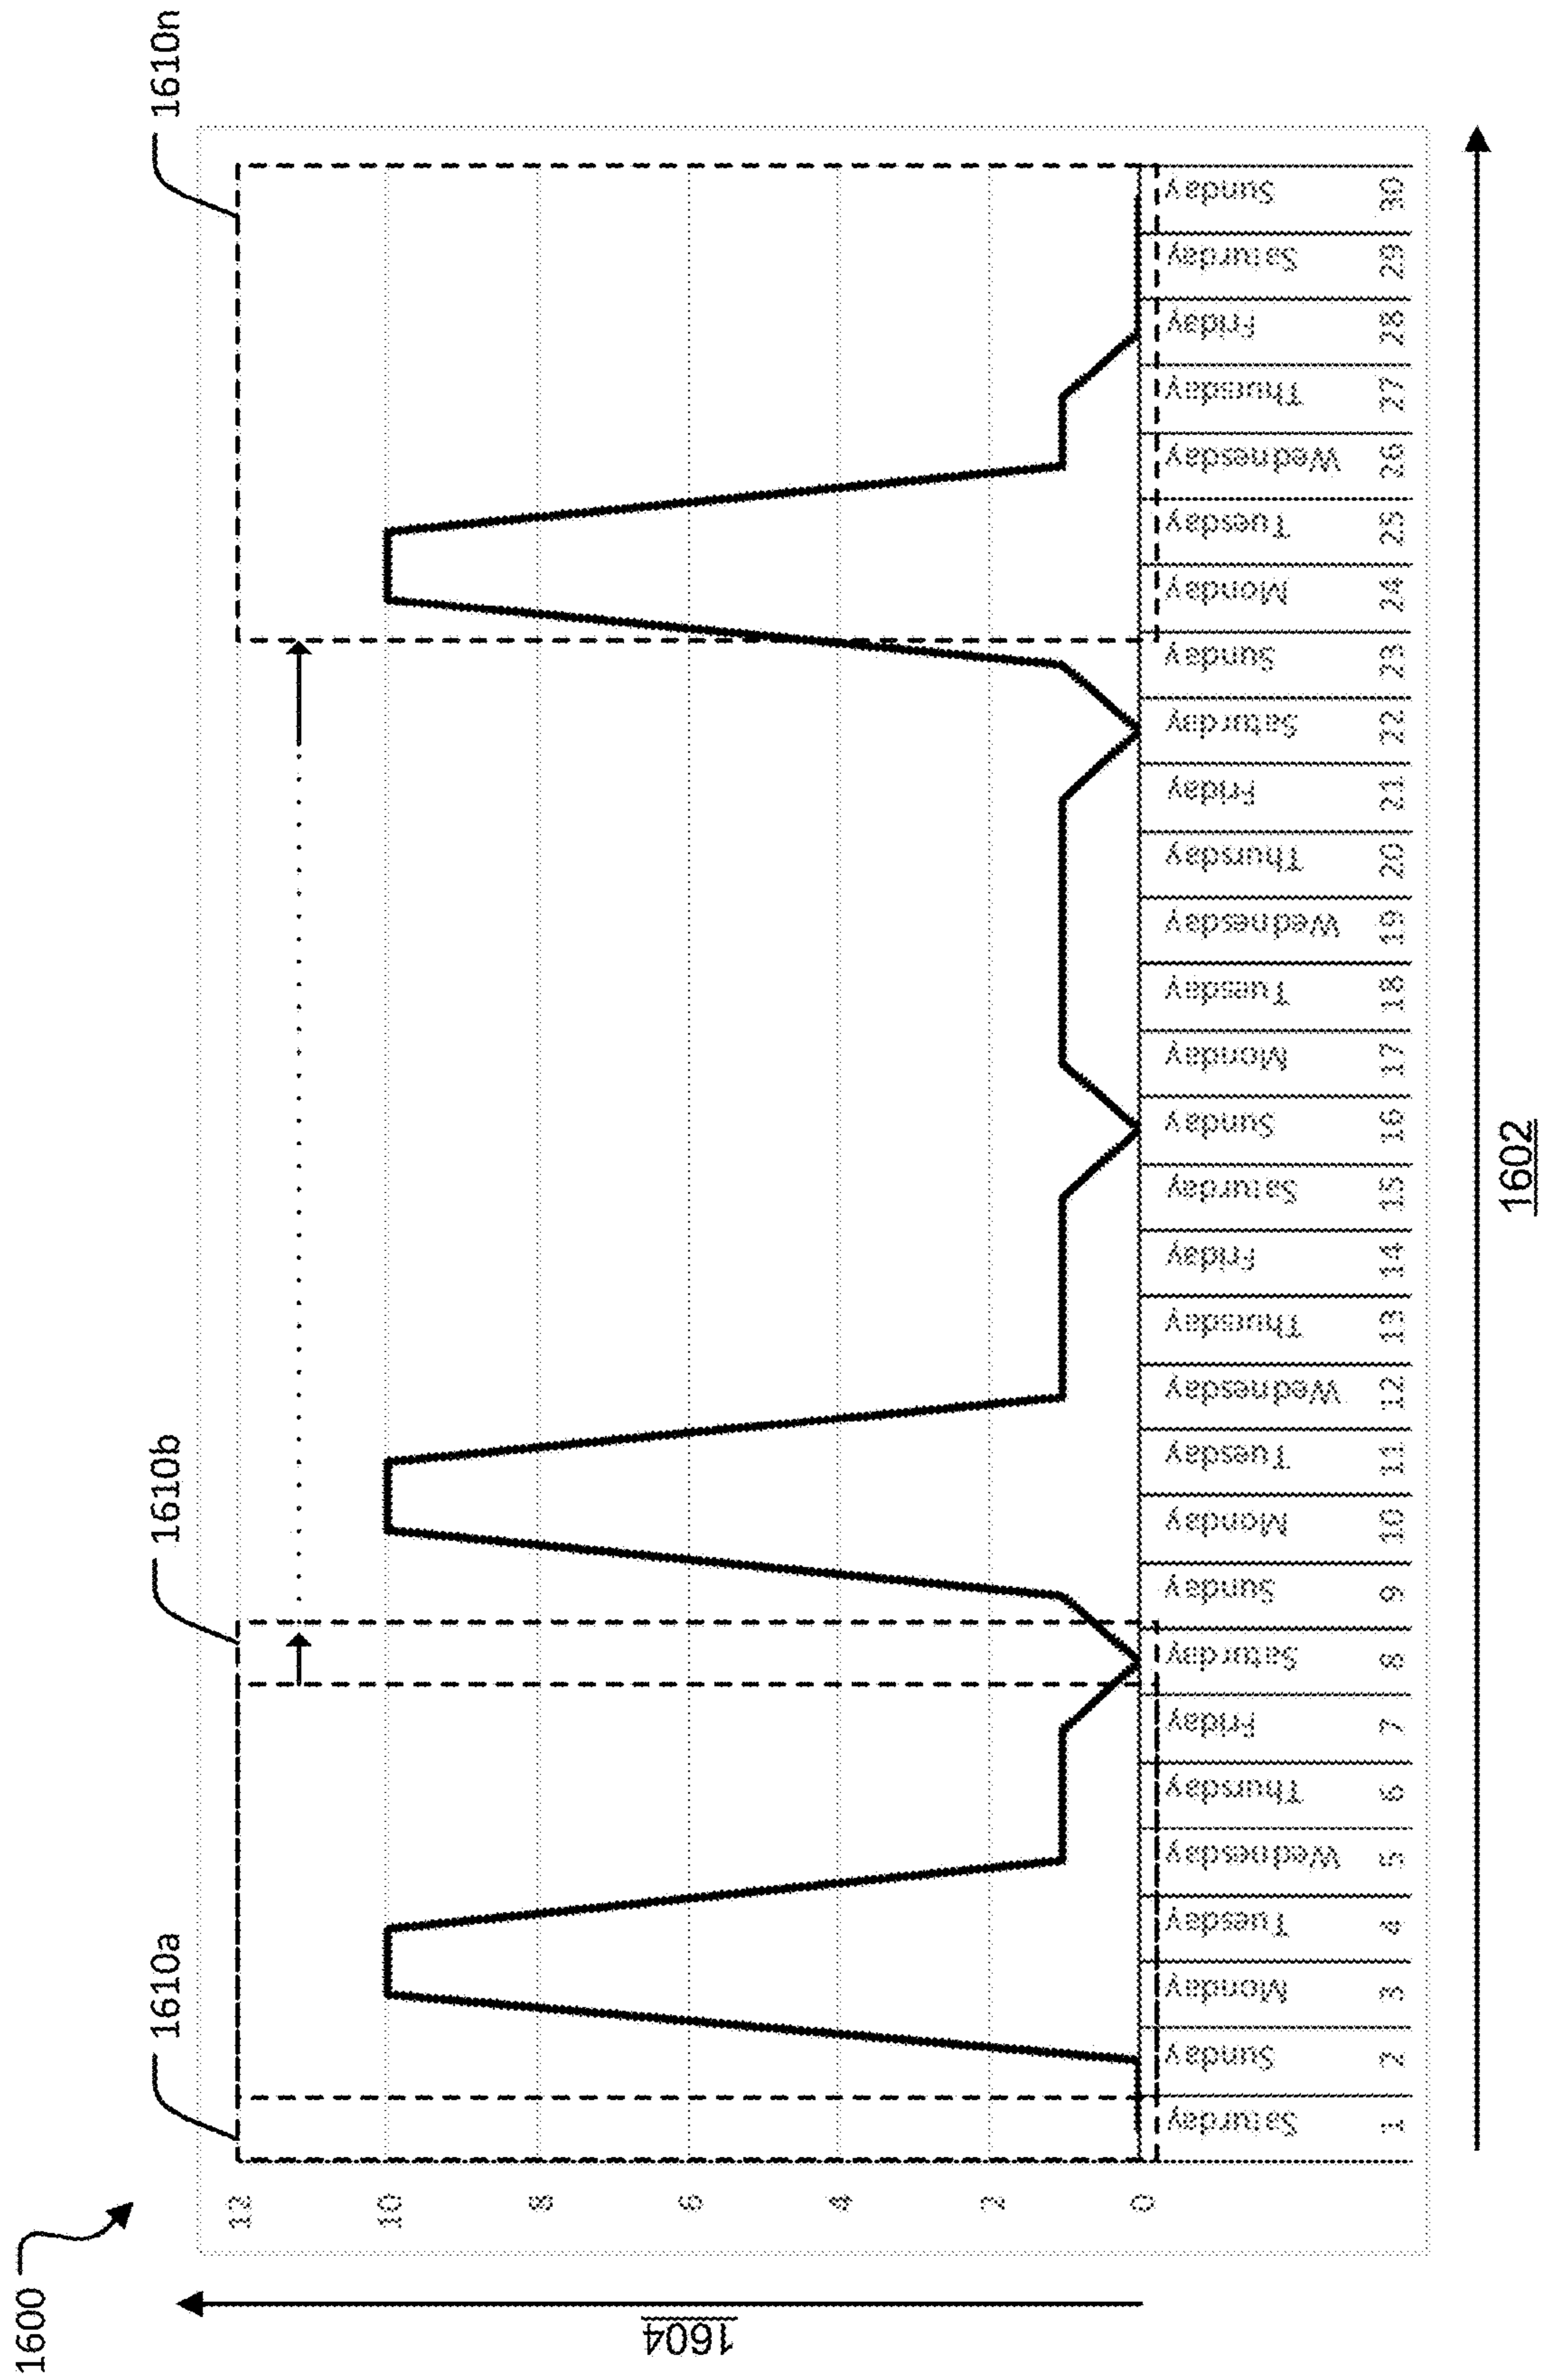 1600
1610a
1610b
1610n
1604
12
10
8
6
4
2
0
Saturday
Sunday
Monday
Tuesday
Wednesday
Thursday
Friday
Saturday
Sunday
Monday
Tuesday
Wednesday
Thursday
Friday
Saturday
Sunday
Monday
Tuesday
Wednesday
Thursday
Friday
Saturday
Sunday
Monday
Tuesday
Wednesday
Thursday
Friday
Saturday
Sunday
1 2 3 4 5 6 7 8 9 10 11 12 13 14 15 16 17 18 19 20 21 22 23 24 25 26 27 28 29 30
1602